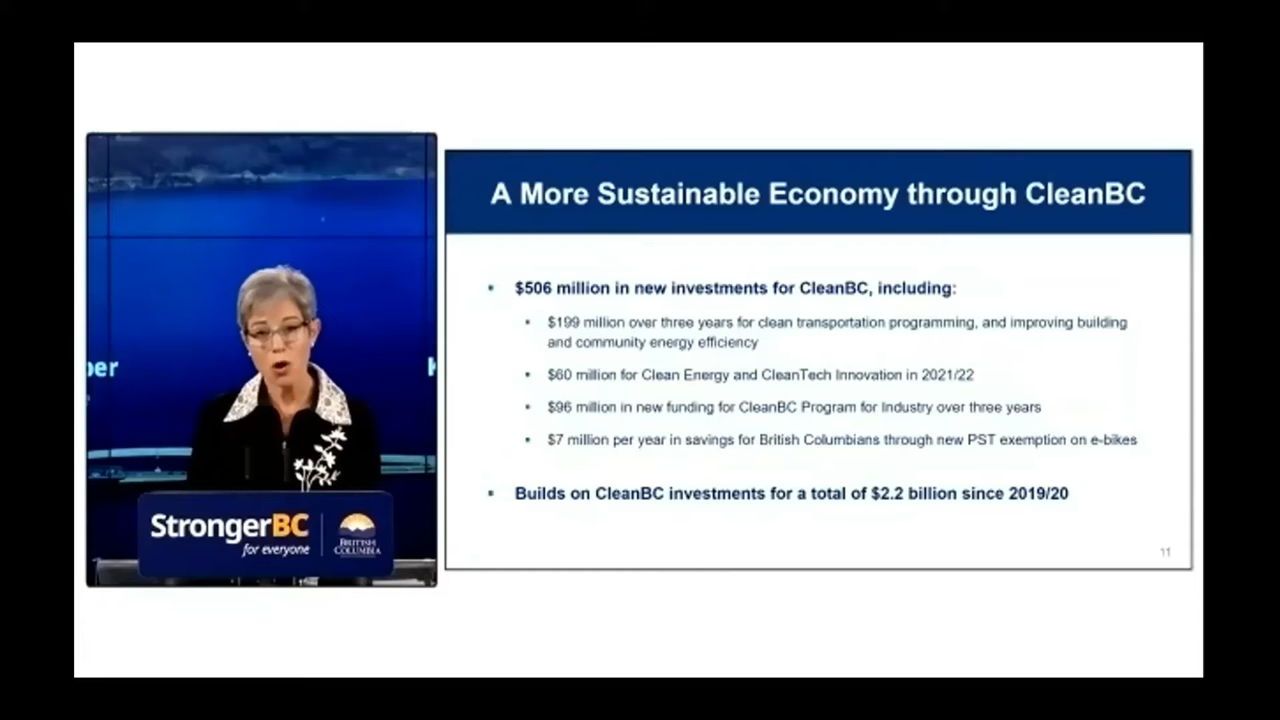 A More Sustainable Economy through CleanBC
$506 million in new investments for CleanBC, including:
$199 million over three years for clean transportation programming, and improving building
and community energy efficiency
$60 million for Clean Energy and CleanTech Innovation in 2021/22
$96 million in new funding for CleanBC Program for Industry over three years
$7 million per year in savings for British Columbians through new PST exemption on e-bikes
Builds on CleanBC investments for a total of $2.2 billion since 2019/20
11
per
K
StrongerBC
for everyone
BRITISH
COLUMBIA